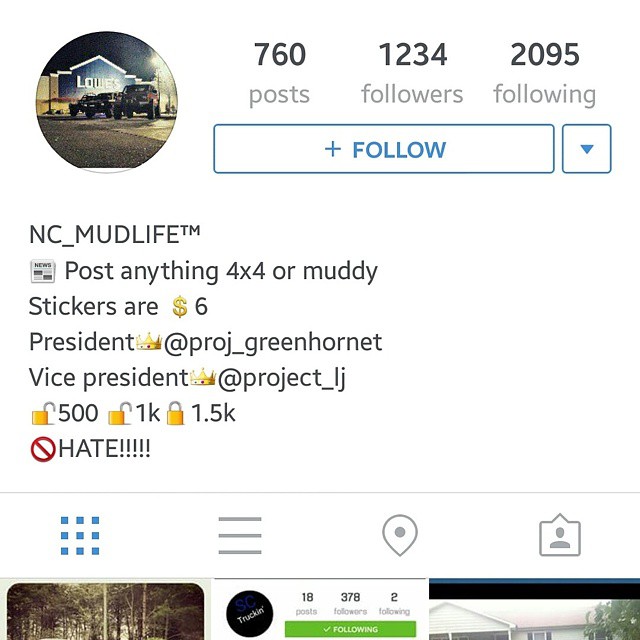 LOWE'S
760 1234 2095
posts followers following
+ FOLLOW
NC_MUDLIFE™
NEWS Post anything 4x4 or muddy
Stickers are 💲6
President👑@proj_greenhornet
Vice president👑@project_lj
🔓500 🔓1k🔒1.5k
🚫HATE!!!!!
SC
Truckin'
18 378 2
posts followers following
✓ FOLLOWING